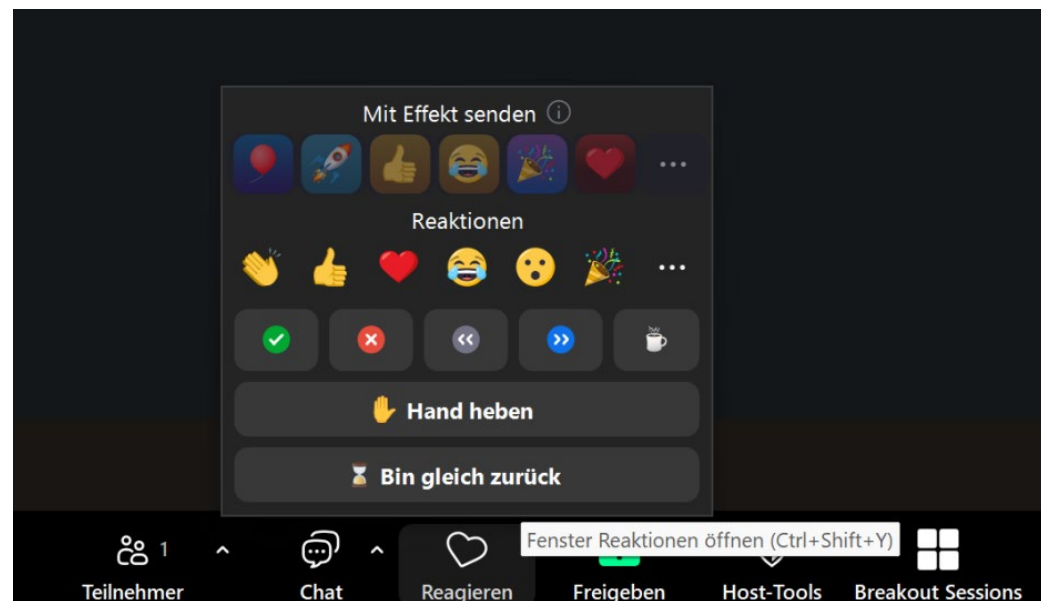 Mit Effekt senden
Reaktionen
Hand heben
Bin gleich zurück
Fenster Reaktionen öffnen (Ctrl+Shift+Y)
1
Teilnehmer
Chat
Reagieren
Freigeben
Host-Tools
Breakout Sessions